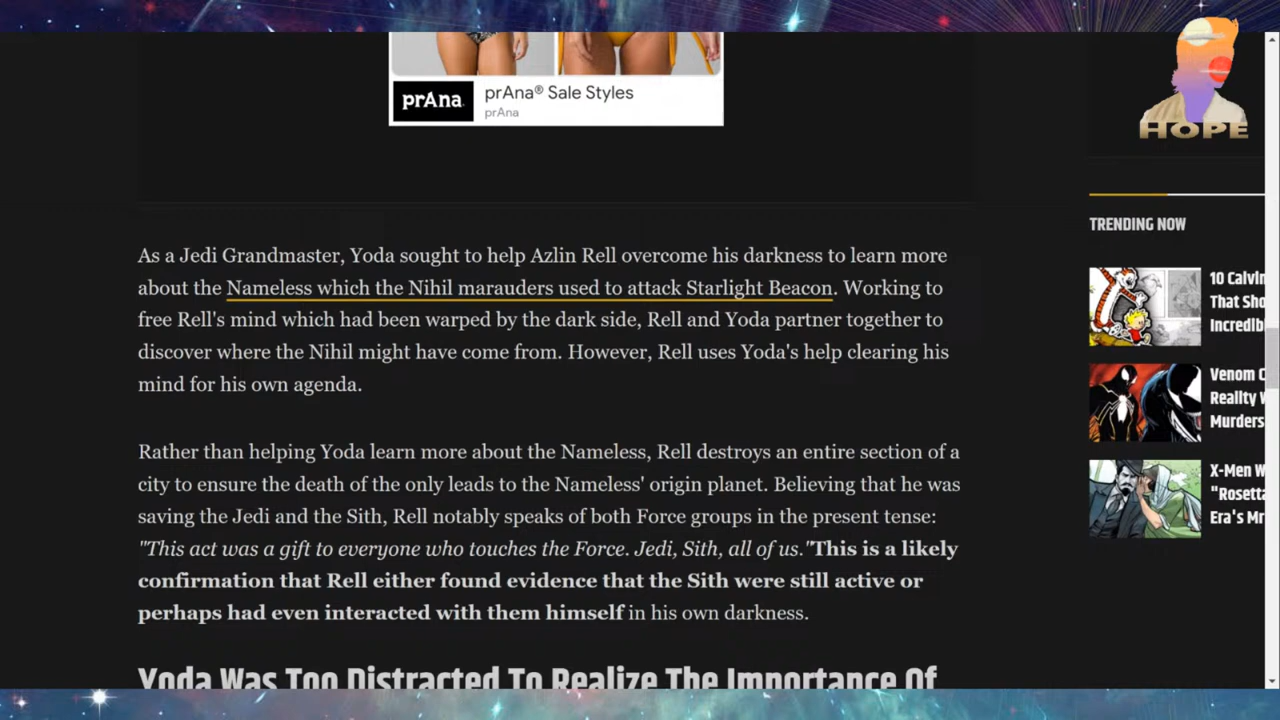 prAna
prAna® Sale Styles
prAna
HOPE
As a Jedi Grandmaster, Yoda sought to help Azlin Rell overcome his darkness to learn more
about the Nameless which the Nihil marauders used to attack Starlight Beacon. Working to
free Rell's mind which had been warped by the dark side, Rell and Yoda partner together to
discover where the Nihil might have come from. However, Rell uses Yoda's help clearing his
mind for his own agenda.
Rather than helping Yoda learn more about the Nameless, Rell destroys an entire section of a
city to ensure the death of the only leads to the Nameless' origin planet. Believing that he was
saving the Jedi and the Sith, Rell notably speaks of both Force groups in the present tense:
"This act was a gift to everyone who touches the Force. Jedi, Sith, all of us."This is a likely
confirmation that Rell either found evidence that the Sith were still active or
perhaps had even interacted with them himself in his own darkness.
Yoda Was Too Distracted To Realize The Importance Of
TRENDING NOW
10 Calvin
That Sho
Incredib
Venom C
Reality W
Murders
X-Men W
"Rosetta
Era's Mr